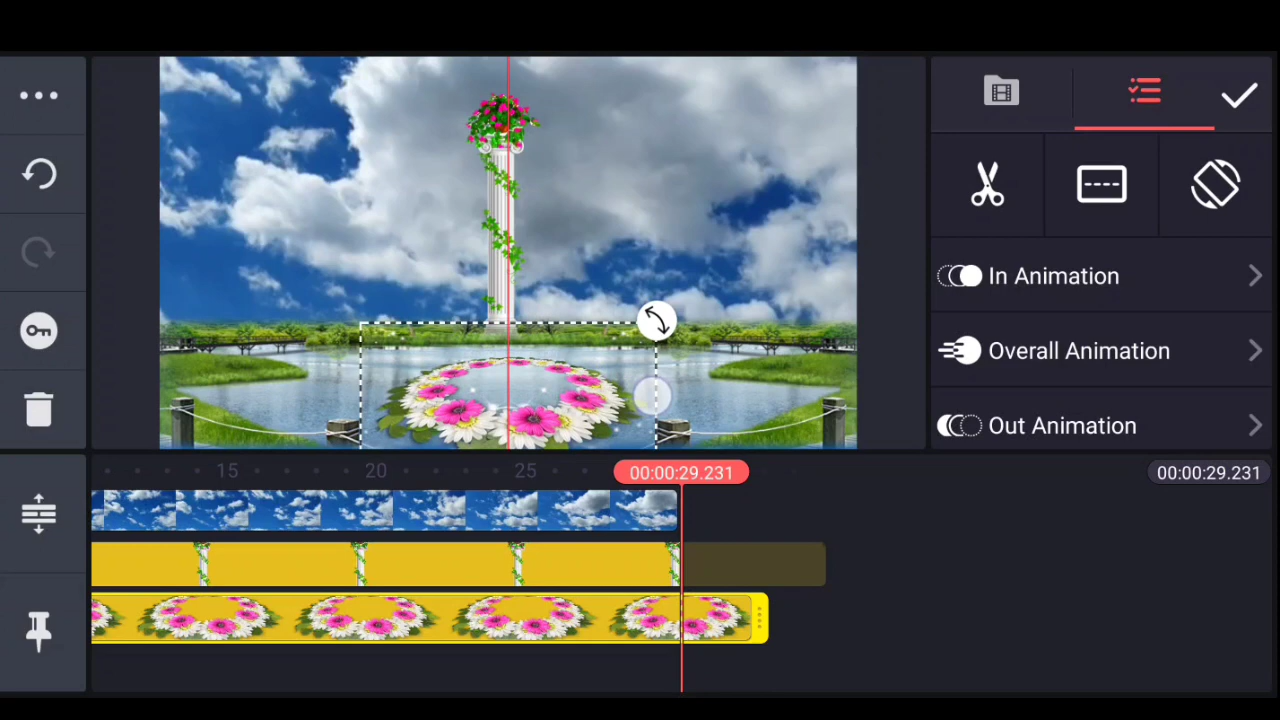 In Animation
Overall Animation
Out Animation
15
20
25
00:00:29.231
00:00:29.231